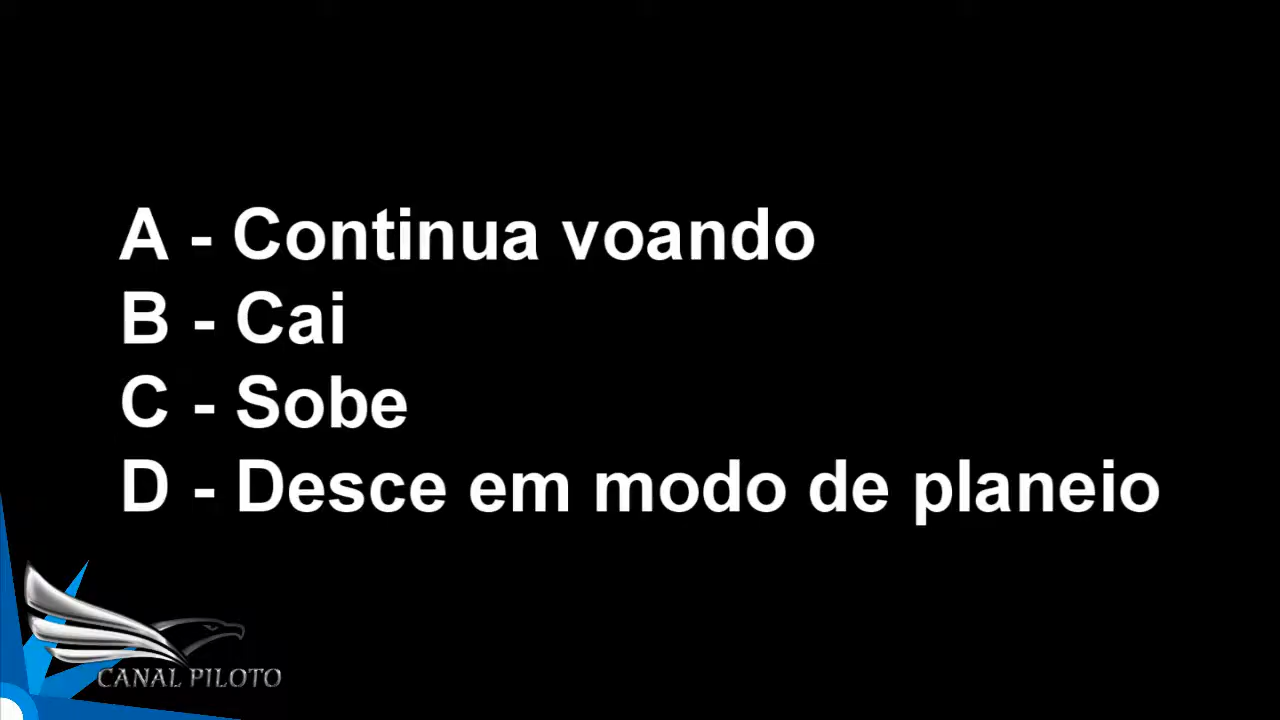 A - Continua voando
B - Cai
C - Sobe
D - Desce em modo de planeio
CANAL PILOTO